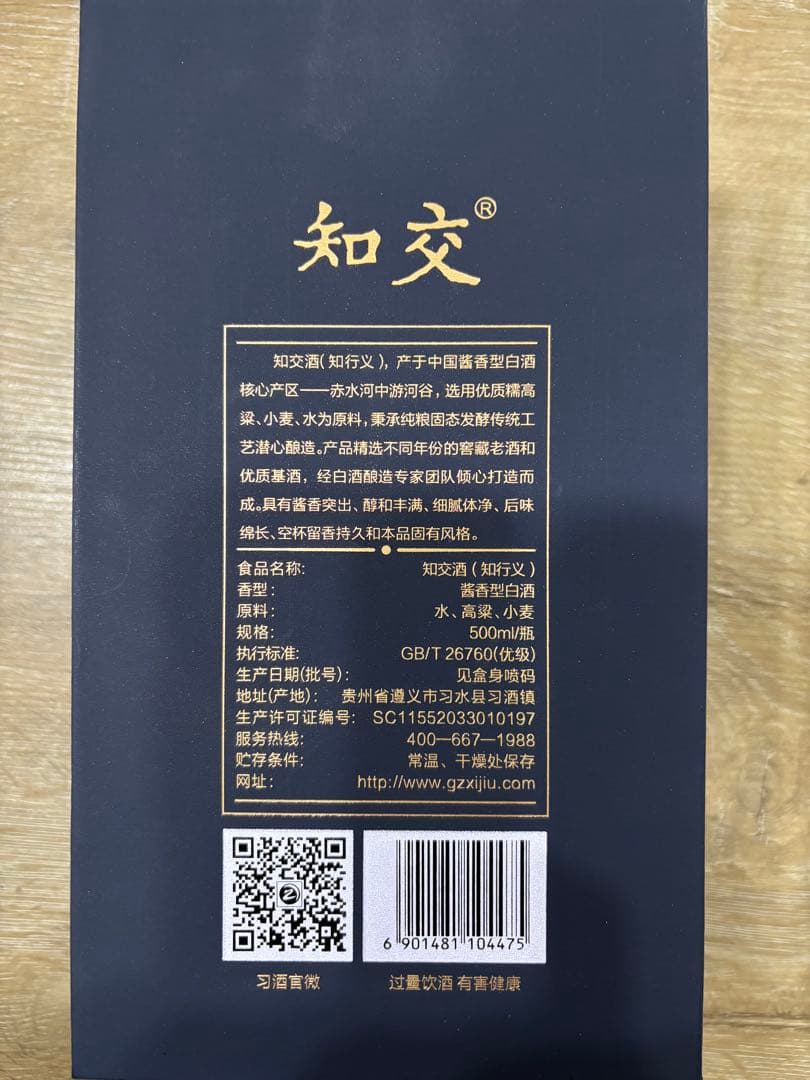 知交®
知交酒(知行义),产于中国酱香型白酒
核心产区——赤水河中游河谷,选用优质糯高
粱、小麦、水为原料,秉承纯粮固态发酵传统工
艺潜心酿造。产品精选不同年份的窖藏老酒和
优质基酒,经白酒酿造专家团队倾心打造而
成。具有酱香突出、醇和丰满、细腻体净、后味
绵长、空杯留香持久和本品固有风格。
食品名称: 知交酒(知行义)
香型: 酱香型白酒
原料: 水、高粱、小麦
规格: 500ml/瓶
执行标准: GB/T 26760(优级)
生产日期(批号): 见盒身喷码
地址(产地): 贵州省遵义市习水县习酒镇
生产许可证编号: SC11552033010197
服务热线: 400—667—1988
贮存条件: 常温、干燥处保存
网址: http://www.gzxijiu.com
6 901481 104475
习酒官微 过量饮酒 有害健康